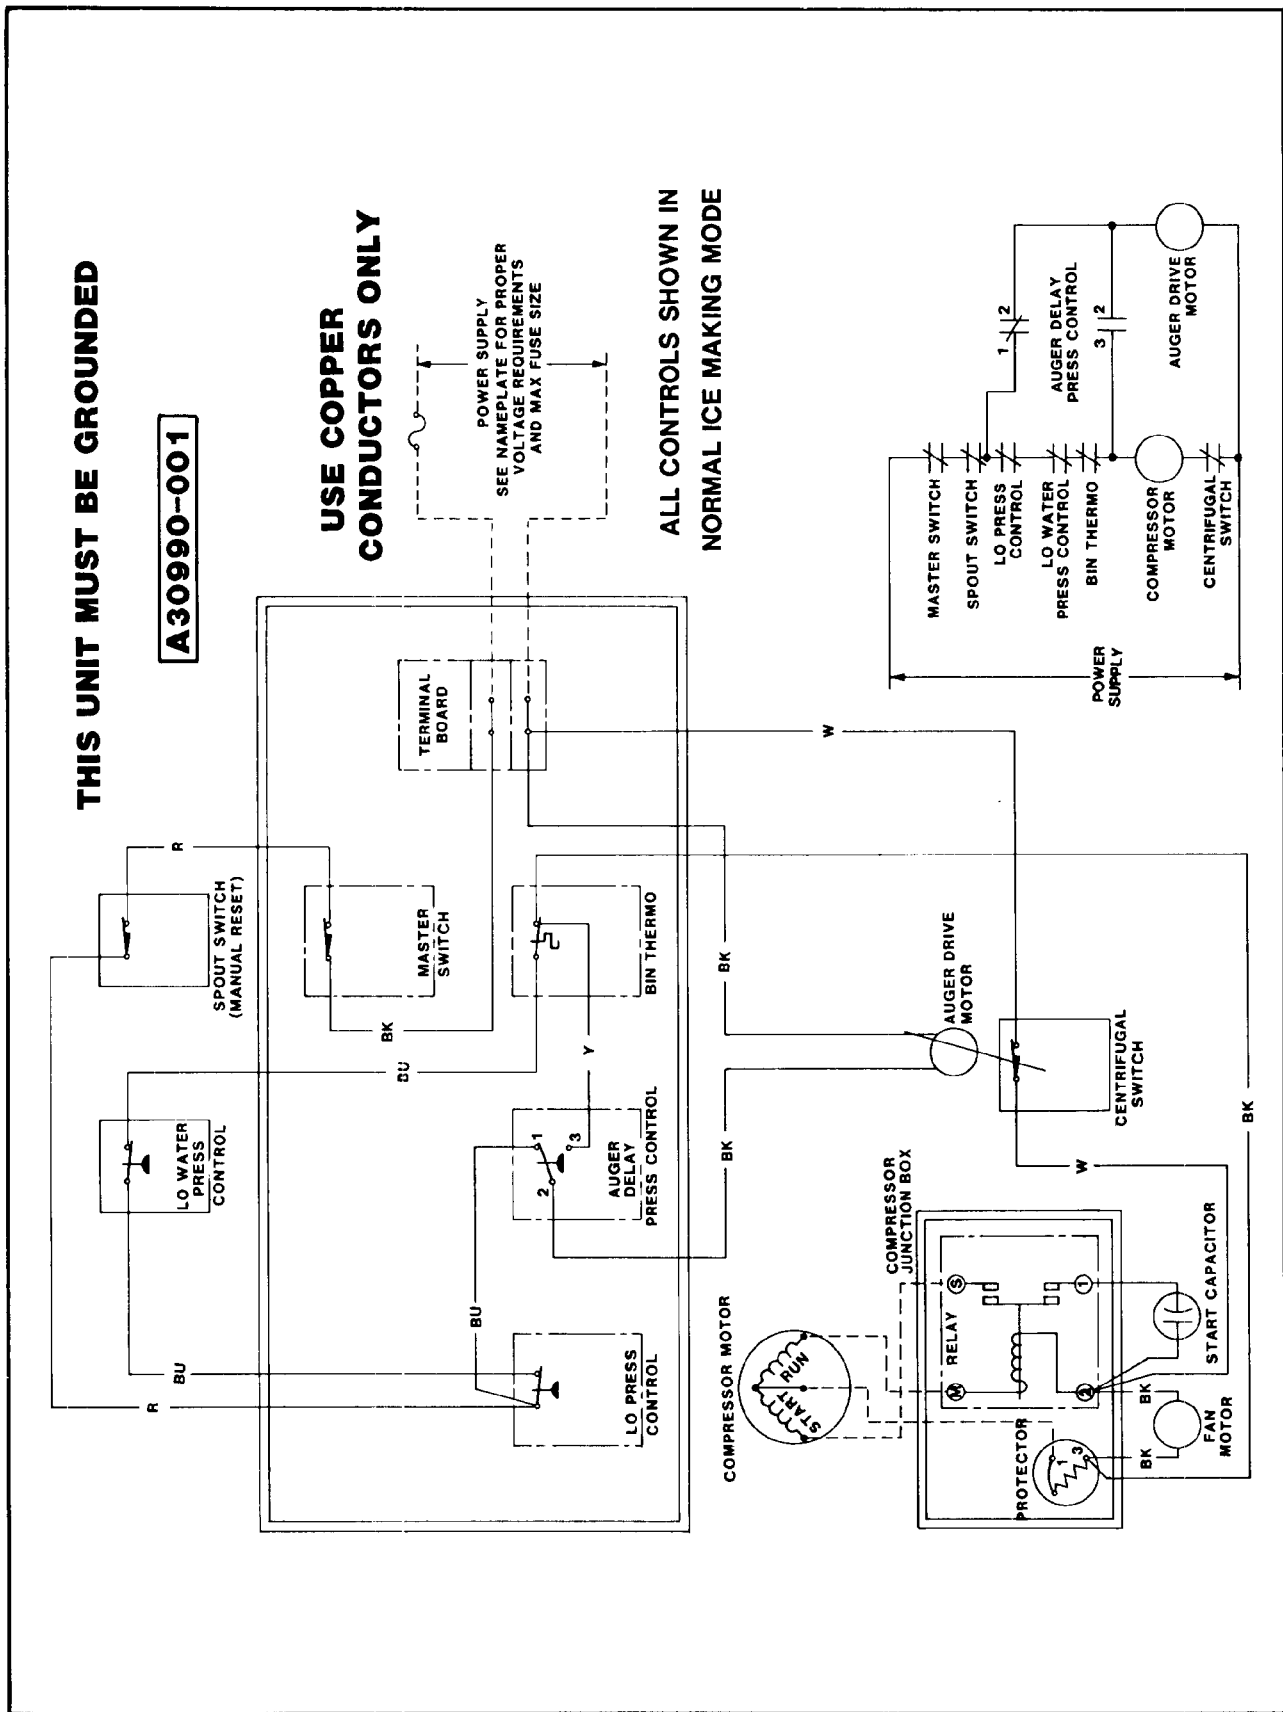 THIS UNIT MUST BE GROUNDED
A30990-001
USE COPPER
CONDUCTORS ONLY
POWER SUPPLY
SEE NAMEPLATE FOR PROPER
VOLTAGE REQUIREMENTS
AND MAX FUSE SIZE
ALL CONTROLS SHOWN IN
NORMAL ICE MAKING MODE
R
SPOUT SWITCH
(MANUAL RESET)
LO WATER
PRESS
CONTROL
BU
R
TERMINAL
BOARD
MASTER
SWITCH
BK
BU
BIN THERMO
Y
1
2
3
AUGER
DELAY
PRESS CONTROL
BU
LO PRESS
CONTROL
W
BK
BK
AUGER DRIVE
MOTOR
CENTRIFUGAL
SWITCH
W
BK
COMPRESSOR MOTOR
START
RUN
COMPRESSOR
JUNCTION BOX
RELAY
S
M
1
2
PROTECTOR
1
3
BK
BK
FAN
MOTOR
START CAPACITOR
POWER
SUPPLY
MASTER SWITCH
SPOUT SWITCH
LO PRESS
CONTROL
LO WATER
PRESS CONTROL
BIN THERMO
COMPRESSOR
MOTOR
CENTRIFUGAL
SWITCH
1
2
AUGER DELAY
PRESS CONTROL
3
2
AUGER DRIVE
MOTOR